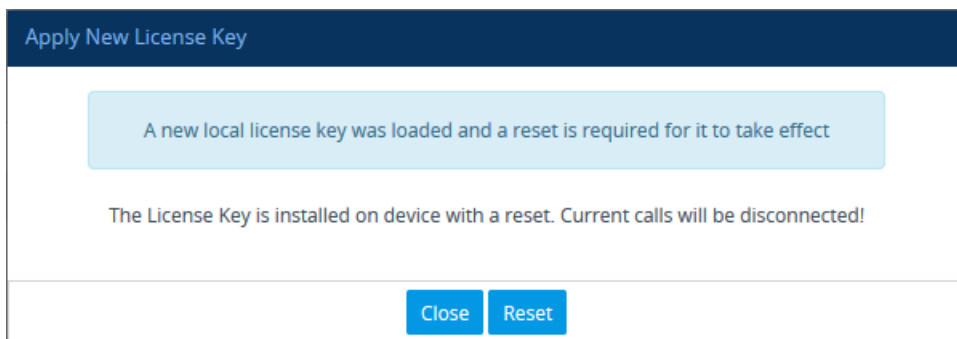 Apply New License Key
A new local license key was loaded and a reset is required for it to take effect
The License Key is installed on device with a reset. Current calls will be disconnected!
Close Reset